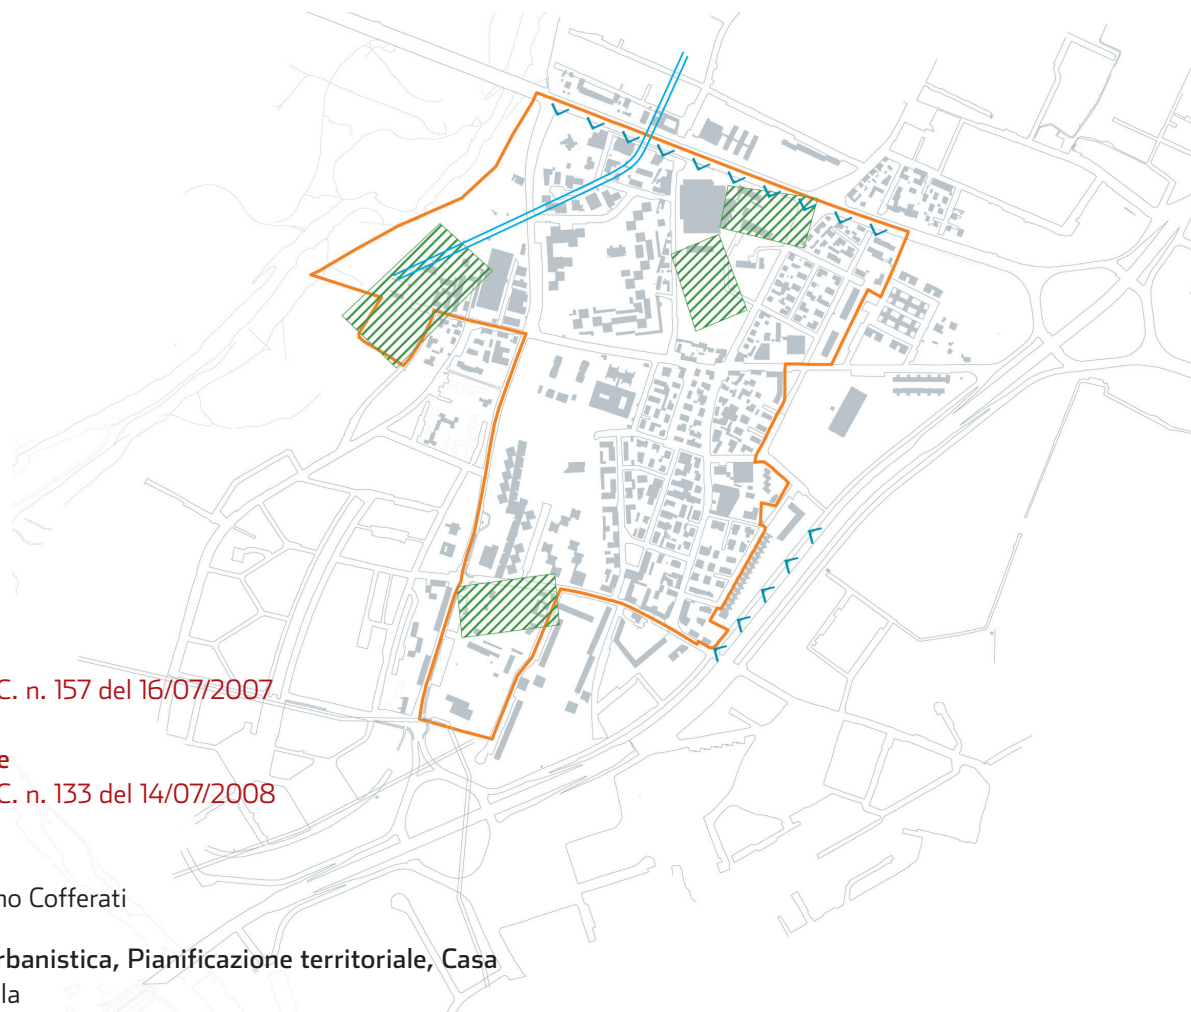 C. n. 157 del 16/07/2007
e
C. n. 133 del 14/07/2008
no Cofferati
rbanistica, Pianificazione territoriale, Casa
la